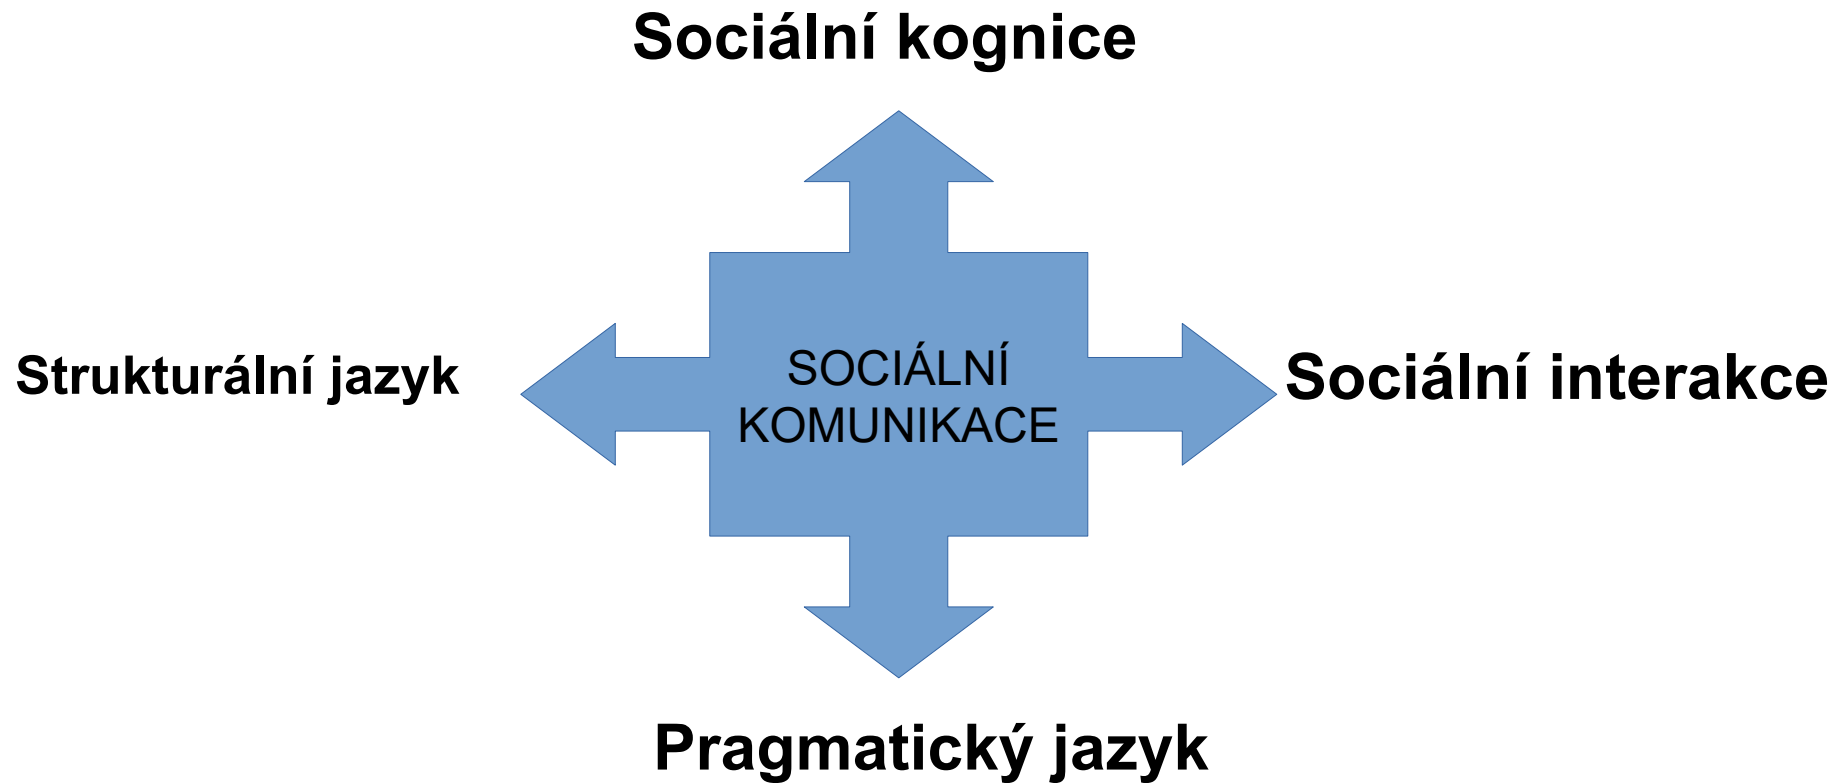 Sociální kognice
Strukturální jazyk
SOCIÁLNÍ
KOMUNIKACE
Sociální interakce
Pragmatický jazyk